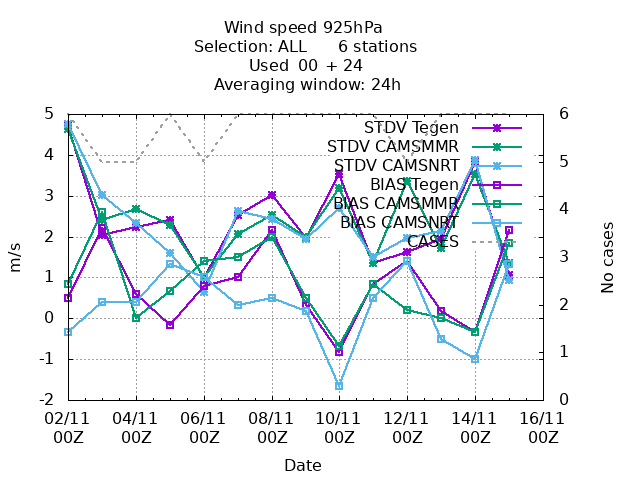 Wind speed 925hPa
Selection: ALL 6 stations
Used 00 + 24
Averaging window: 24h
STDV Tegen
STDV CAMSMMR
STDV CAMSNRT
BIAS Tegen
BIAS CAMSMMR
BIAS CAMSNRT
CASES
5
4
3
2
1
0
-1
-2
m/s
6
5
4
3
2
1
0
No cases
02/11 04/11 06/11 08/11 10/11 12/11 14/11 16/11
00Z 00Z 00Z 00Z 00Z 00Z 00Z 00Z
Date